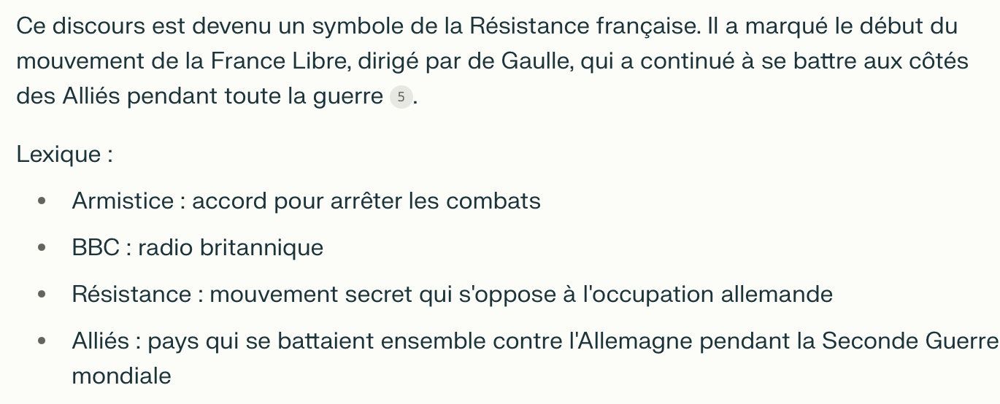 Ce discours est devenu un symbole de la Résistance française. Il a marqué le début du
mouvement de la France Libre, dirigé par de Gaulle, qui a continué à se battre aux côtés
des Alliés pendant toute la guerre 5.
Lexique :
• Armistice : accord pour arrêter les combats
• BBC : radio britannique
• Résistance : mouvement secret qui s'oppose à l'occupation allemande
• Alliés : pays qui se battaient ensemble contre l'Allemagne pendant la Seconde Guerre
mondiale